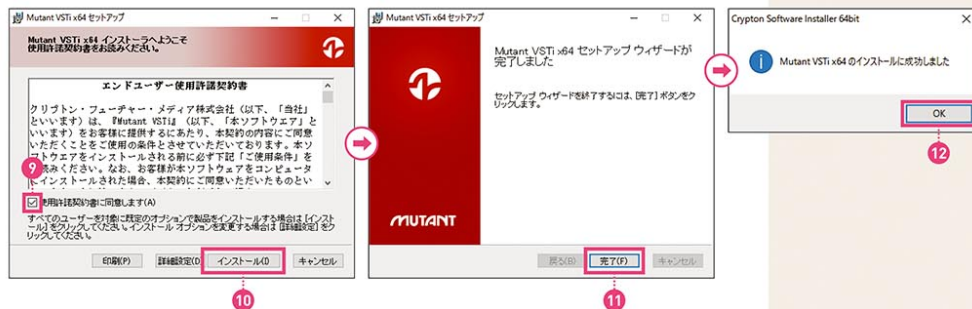 Mutant VSTi x64 セットアップ
Mutant VSTi x64 インストーラへようこそ
使用許諾契約書をお読みください。
エンドユーザー使用許諾契約書
クリプトン・フューチャー・メディア株式会社（以下、「当社」
といいます）は、『Mutant VSTi』（以下、「本ソフトウエア」と
いいます）をお客様に提供するにあたり、本契約の内容にご同意
いただくことをご使用の条件とさせていただいております。本ソ
フトウエアをインストールされる前に必ず下記「ご使用条件」を
読みください。なお、お客様が本ソフトウェアをコンピュータ
にインストールされた場合、本契約にご同意いただいたものとい
9
使用許諾契約書に同意します(A)
すべてのユーザーを対象に既定のオプションで製品をインストールする場合は [インスト
ール] をクリックしてください。インストール オプションを変更する場合は [詳細設定] をク
リックしてください。
印刷(P) 詳細設定(D) インストール(I) キャンセル
10
Mutant VSTi x64 セットアップ
Mutant VSTi x64 セットアップ ウィザードが
完了しました
セットアップ ウィザードを終了するには、[完了] ボタンをク
リックします。
MUTANT
戻る(B) 完了(F) キャンセル
11
Crypton Software Installer 64bit
Mutant VSTi x64 のインストールに成功しました
OK
12